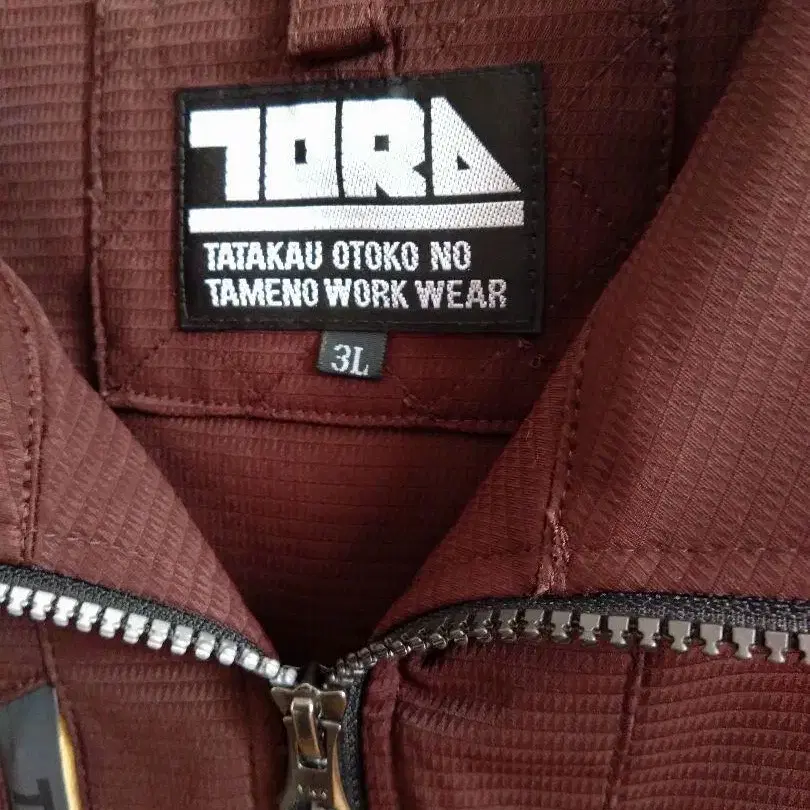 TORA
TATAKAU OTOKO NO
TAMENO WORK WEAR
3L